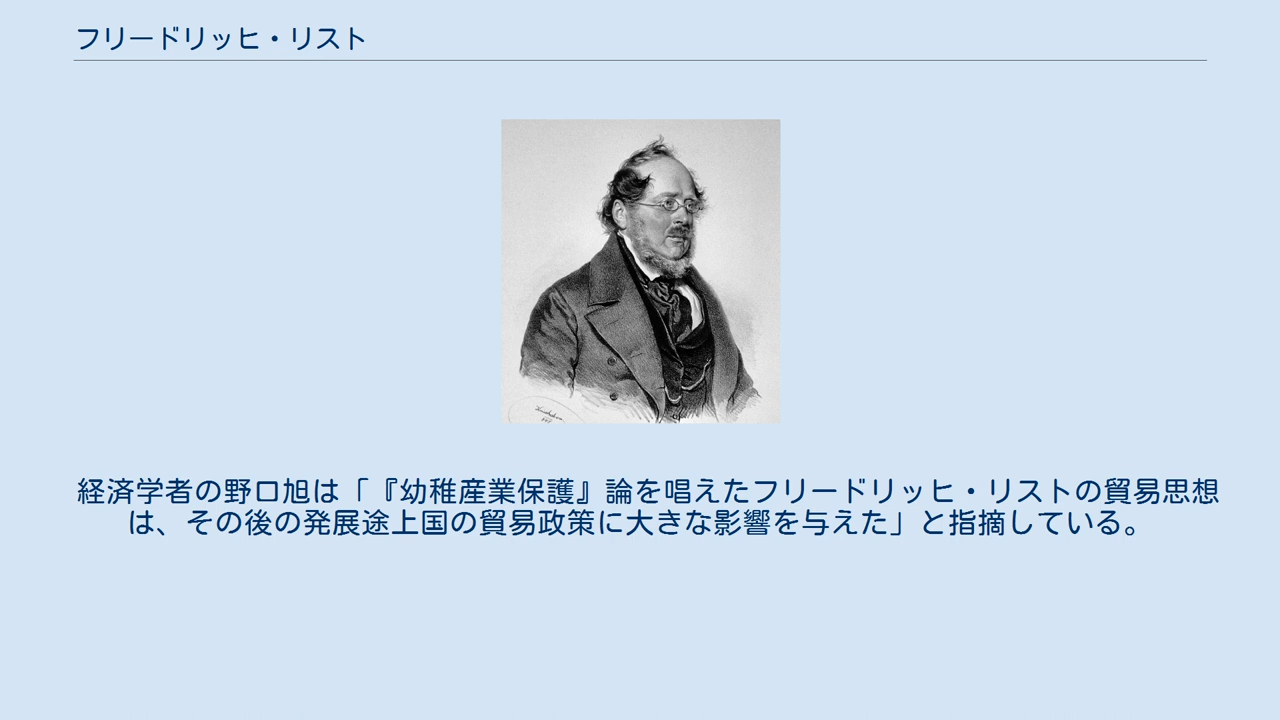 フリードリッヒ・リスト
経済学者の野口旭は「『幼稚産業保護』論を唱えたフリードリッヒ・リストの貿易思想
は、その後の発展途上国の貿易政策に大きな影響を与えた」と指摘している。